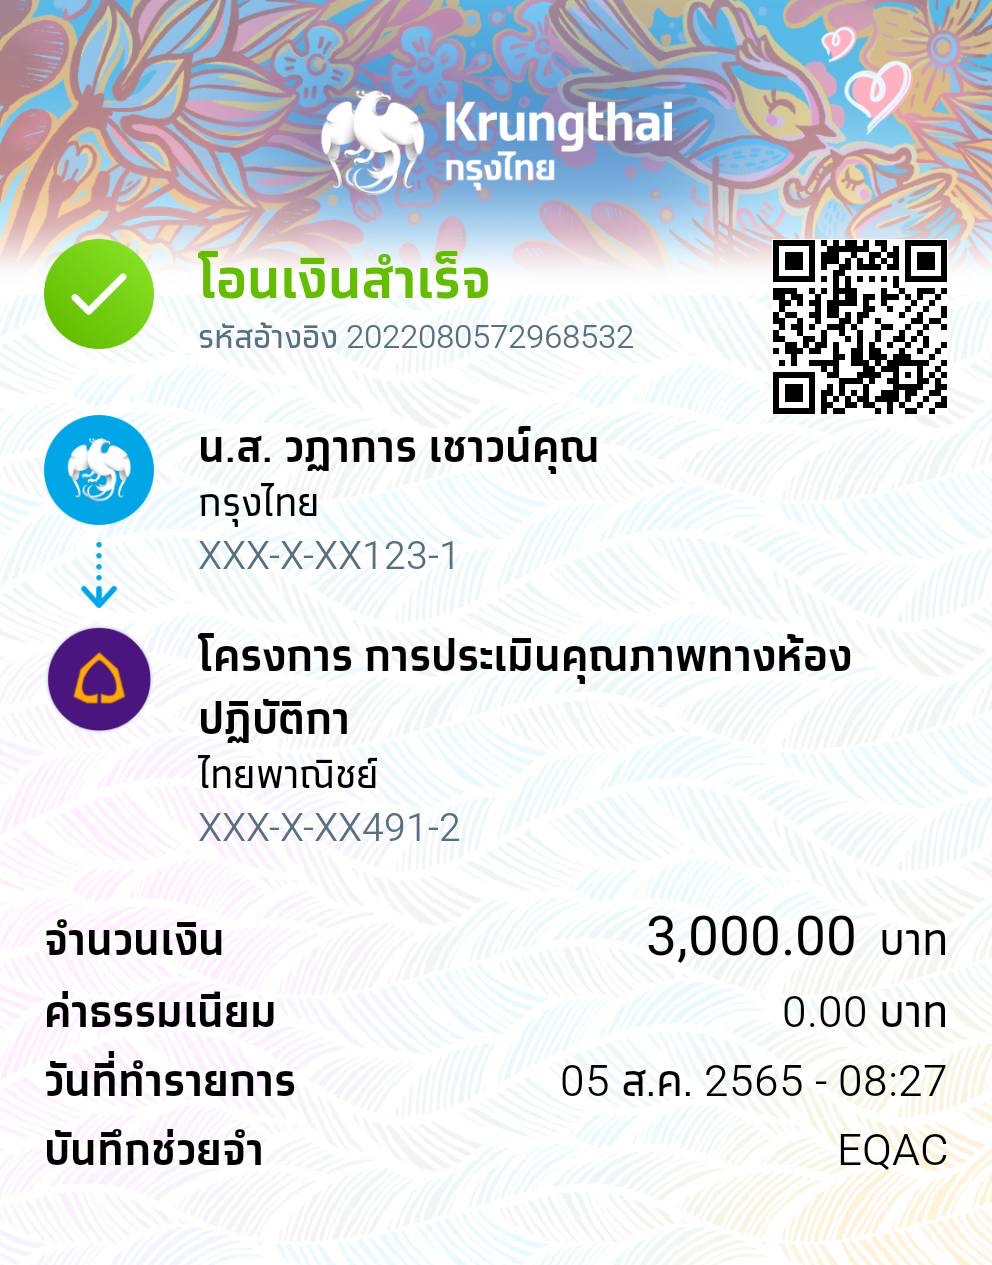 Krungthai
กรุงไทย
โอนเงินสำเร็จ
รหัสอ้างอิง 2022080572968532
น.ส. วฏาการ เชาวน์คุณ
กรุงไทย
XXX-X-XX123-1
โครงการ การประเมินคุณภาพทางห้อง
ปฏิบัติกา
ไทยพาณิชย์
XXX-X-XX491-2
จำนวนเงิน 3,000.00 บาท
ค่าธรรมเนียม 0.00 บาท
วันที่ทำรายการ 05 ส.ค. 2565 - 08:27
บันทึกช่วยจำ EQAC